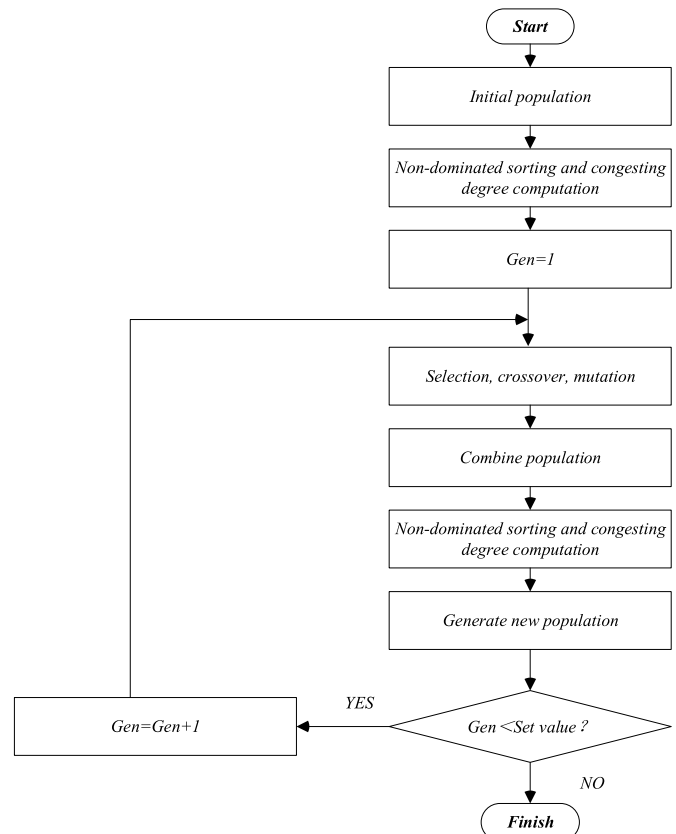 Start
Initial population
Non-dominated sorting and congesting
degree computation
Gen=1
Selection, crossover, mutation
Combine population
Non-dominated sorting and congesting
degree computation
Generate new population
YES
Gen=Gen+1
Gen＜Set value？
NO
Finish